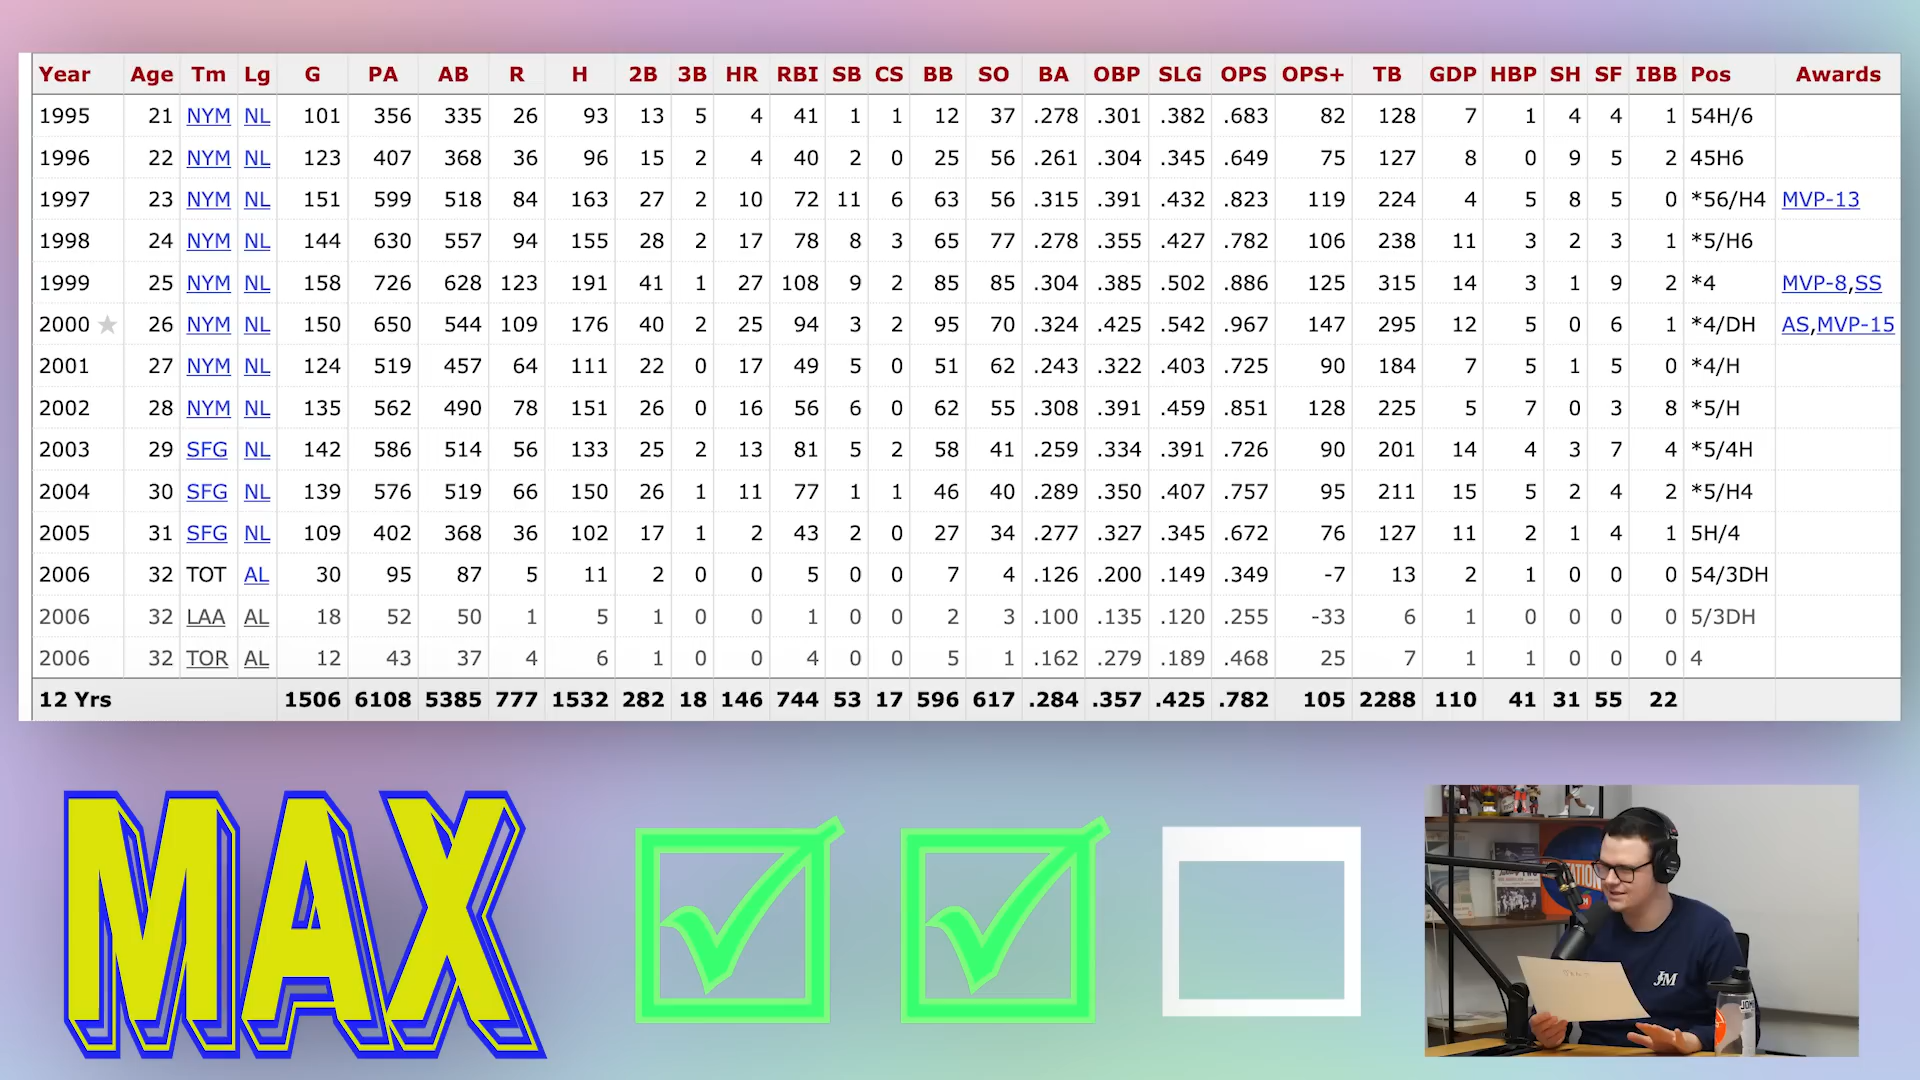 Year Age Tm Lg G PA AB R H 2B 3B HR RBI SB CS BB SO BA OBP SLG OPS OPS+ TB GDP HBP SH SF IBB Pos Awards
1995 21 NYM NL 101 356 335 26 93 13 5 4 41 1 1 12 37 .278 .301 .382 .683 82 128 7 1 4 4 1 54H/6
1996 22 NYM NL 123 407 368 36 96 15 2 4 40 2 0 25 56 .261 .304 .345 .649 75 127 8 0 9 5 2 45H6
1997 23 NYM NL 151 599 518 84 163 27 2 10 72 11 6 63 56 .315 .391 .432 .823 119 224 4 5 8 5 0 *56/H4 MVP-13
1998 24 NYM NL 144 630 557 94 155 28 2 17 78 8 3 65 77 .278 .355 .427 .782 106 238 11 3 2 3 1 *5/H6
1999 25 NYM NL 158 726 628 123 191 41 1 27 108 9 2 85 85 .304 .385 .502 .886 125 315 14 3 1 9 2 *4 MVP-8,SS
2000 ★ 26 NYM NL 150 650 544 109 176 40 2 25 94 3 2 95 70 .324 .425 .542 .967 147 295 12 5 0 6 1 *4/DH AS,MVP-15
2001 27 NYM NL 124 519 457 64 111 22 0 17 49 5 0 51 62 .243 .322 .403 .725 90 184 7 5 1 5 0 *4/H
2002 28 NYM NL 135 562 490 78 151 26 0 16 56 6 0 62 55 .308 .391 .459 .851 128 225 5 7 0 3 8 *5/H
2003 29 SFG NL 142 586 514 56 133 25 2 13 81 5 2 58 41 .259 .334 .391 .726 90 201 14 4 3 7 4 *5/4H
2004 30 SFG NL 139 576 519 66 150 26 1 11 77 1 1 46 40 .289 .350 .407 .757 95 211 15 5 2 4 2 *5/H4
2005 31 SFG NL 109 402 368 36 102 17 1 2 43 2 0 27 34 .277 .327 .345 .672 76 127 11 2 1 4 1 5H/4
2006 32 TOT AL 30 95 87 5 11 2 0 0 5 0 0 7 4 .126 .200 .149 .349 -7 13 2 1 0 0 0 54/3DH
2006 32 LAA AL 18 52 50 1 5 1 0 0 1 0 0 2 3 .100 .135 .120 .255 -33 6 1 0 0 0 0 5/3DH
2006 32 TOR AL 12 43 37 4 6 1 0 0 4 0 0 5 1 .162 .279 .189 .468 25 7 1 1 0 0 0 4
12 Yrs 1506 6108 5385 777 1532 282 18 146 744 53 17 596 617 .284 .357 .425 .782 105 2288 110 41 31 55 22
MAX
JM